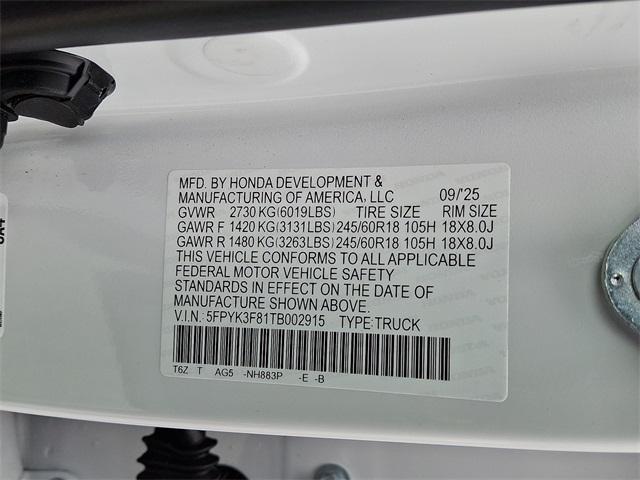 MFD. BY HONDA DEVELOPMENT &
MANUFACTURING OF AMERICA, LLC 09/'25
GVWR 2730 KG(6019LBS) TIRE SIZE RIM SIZE
GAWR F 1420 KG(3131LBS) 245/60R18 105H 18X8.0J
GAWR R 1480 KG(3263LBS) 245/60R18 105H 18X8.0J
THIS VEHICLE CONFORMS TO ALL APPLICABLE
FEDERAL MOTOR VEHICLE SAFETY
STANDARDS IN EFFECT ON THE DATE OF
MANUFACTURE SHOWN ABOVE.
V.I.N.: 5FPYK3F81TB002915 TYPE:TRUCK
T6Z T AG5 -NH883P -E -B